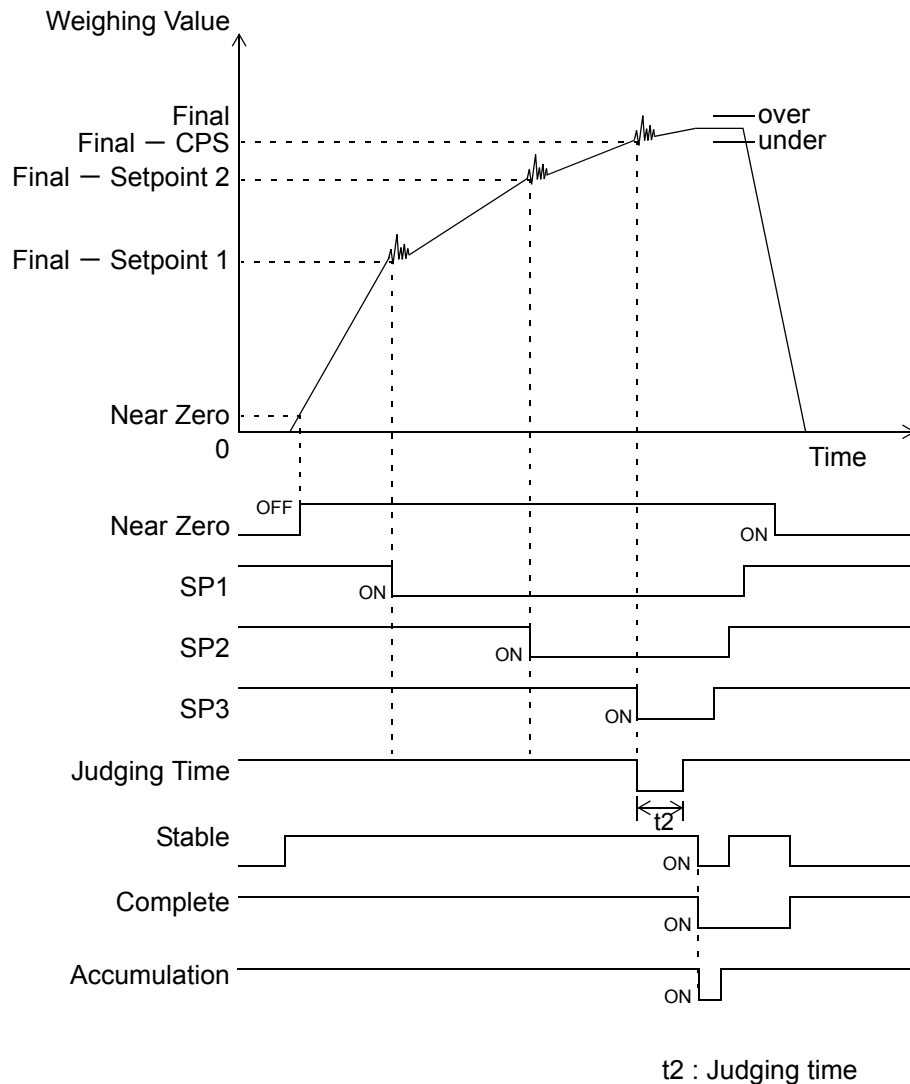 Weighing Value
Final
over
Final － CPS
under
Final － Setpoint 2
Final － Setpoint 1
Near Zero
0
Time
OFF
Near Zero
ON
SP1
ON
SP2
ON
SP3
ON
Judging Time
t2
Stable
ON
Complete
ON
Accumulation
ON
t2 : Judging time